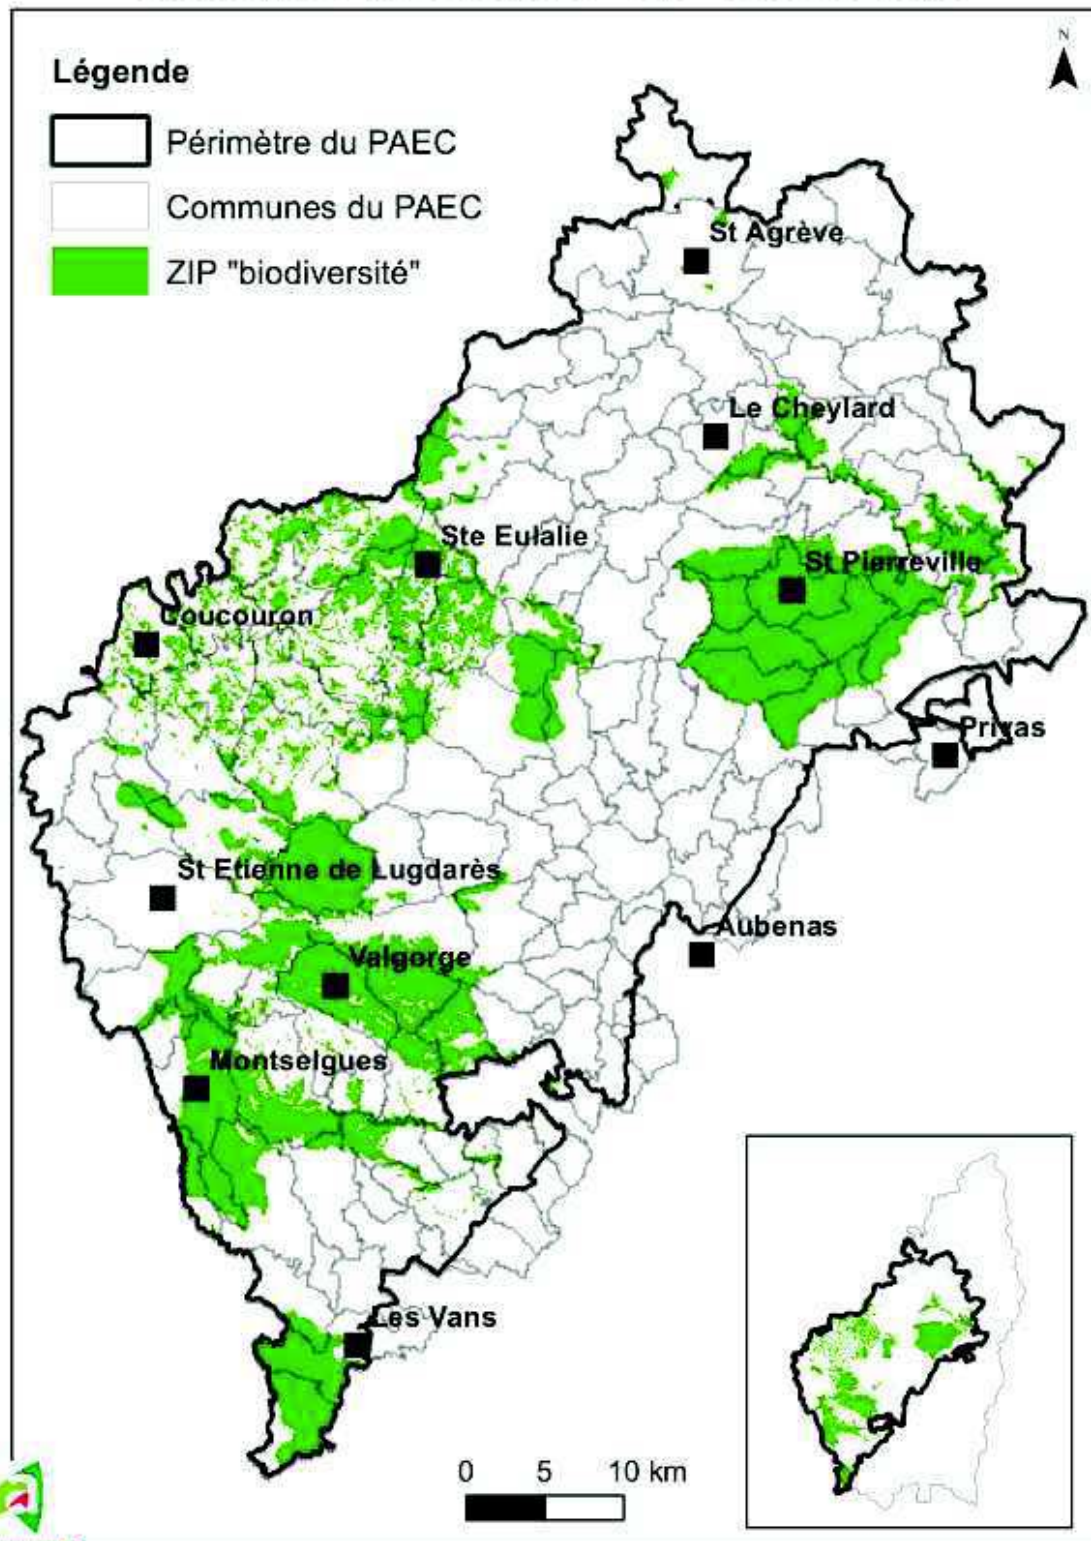 N
Légende
Périmètre du PAEC
Communes du PAEC
ZIP "biodiversité"
St Agrève
Le Cheylard
Ste Eulalie
St Pierreville
Coucouron
Privas
St Etienne de Lugdarès
Aubenas
Valgorge
Montselgues
Les Vans
0 5 10 km